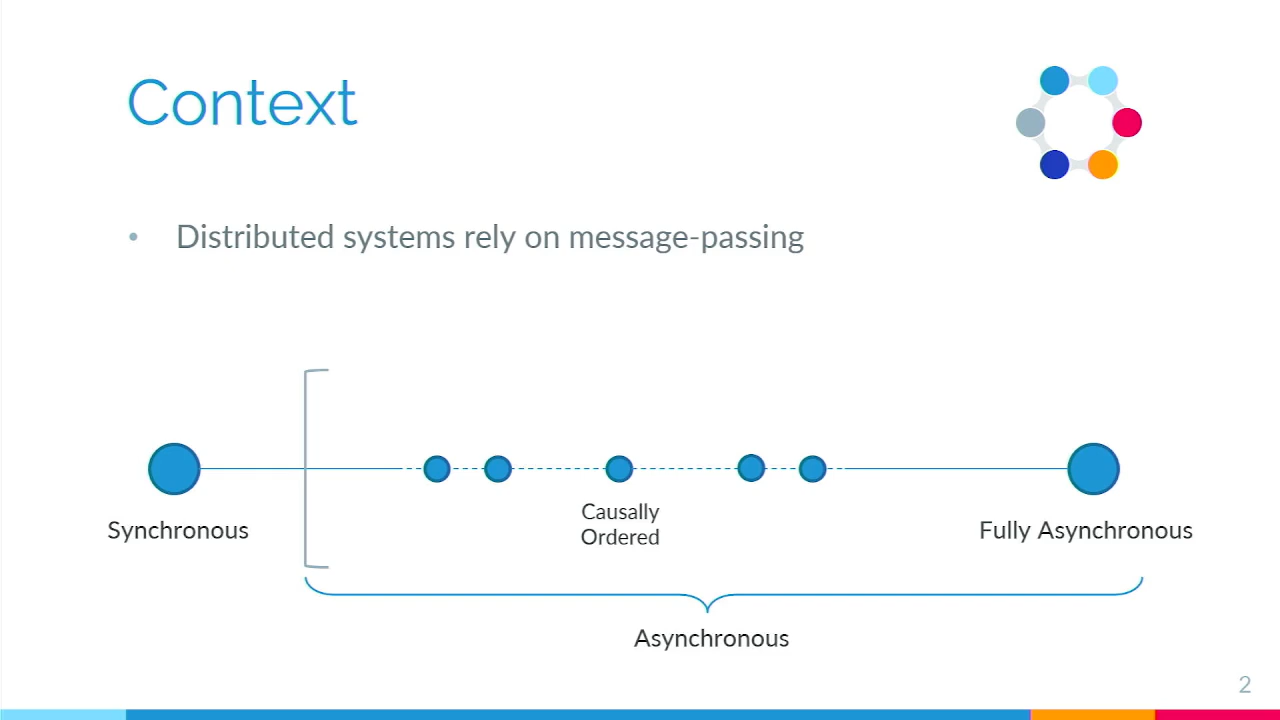 Context
• Distributed systems rely on message-passing
Causally
Ordered
Synchronous
Fully Asynchronous
Asynchronous
2